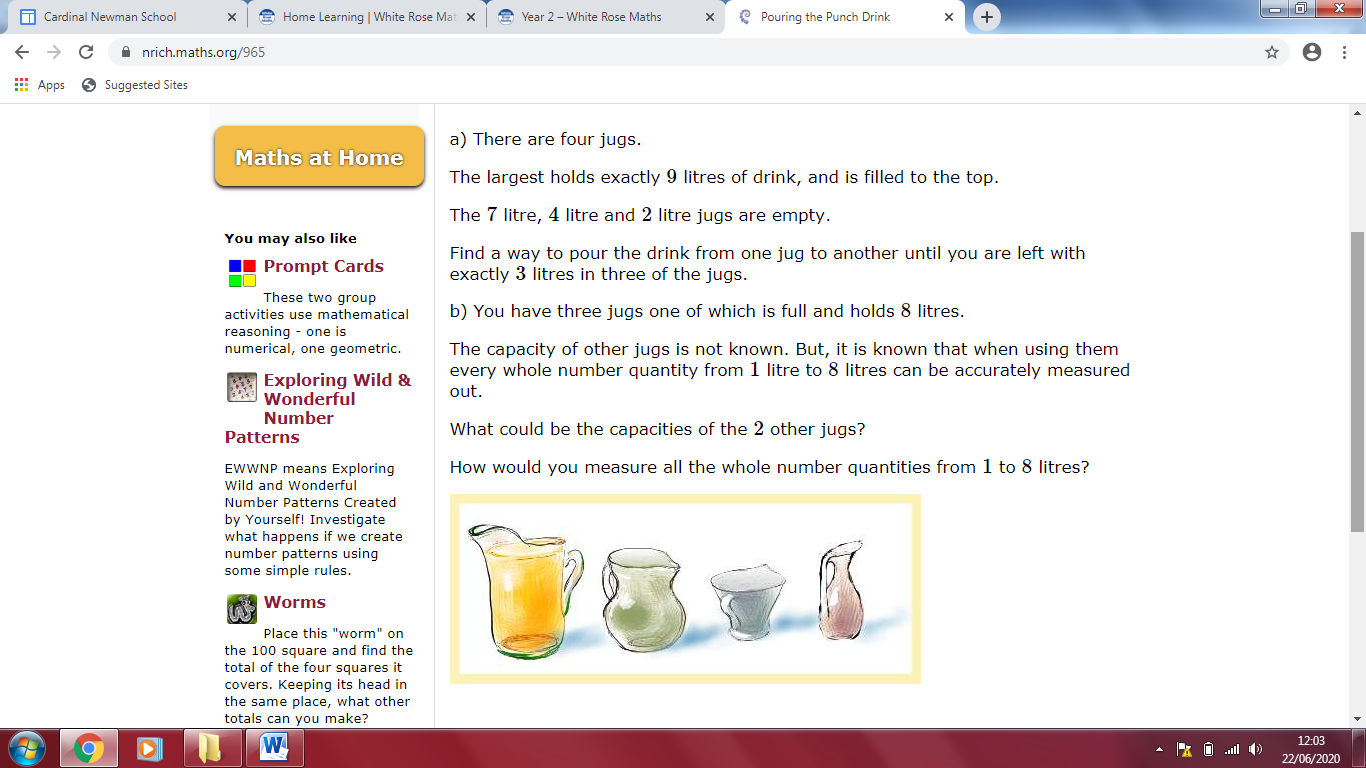 Cardinal Newman School
Home Learning | White Rose Mat
Year 2 – White Rose Maths
Pouring the Punch Drink
nrich.maths.org/965
Apps
Suggested Sites
Maths at Home
You may also like
Prompt Cards
These two group
activities use mathematical
reasoning - one is
numerical, one geometric.
Exploring Wild &
Wonderful
Number
Patterns
EWWNP means Exploring
Wild and Wonderful
Number Patterns Created
by Yourself! Investigate
what happens if we create
number patterns using
some simple rules.
Worms
Place this "worm" on
the 100 square and find the
total of the four squares it
covers. Keeping its head in
the same place, what other
totals can you make?
a) There are four jugs.
The largest holds exactly 9 litres of drink, and is filled to the top.
The 7 litre, 4 litre and 2 litre jugs are empty.
Find a way to pour the drink from one jug to another until you are left with
exactly 3 litres in three of the jugs.
b) You have three jugs one of which is full and holds 8 litres.
The capacity of other jugs is not known. But, it is known that when using them
every whole number quantity from 1 litre to 8 litres can be accurately measured
out.
What could be the capacities of the 2 other jugs?
How would you measure all the whole number quantities from 1 to 8 litres?
12:03
22/06/2020